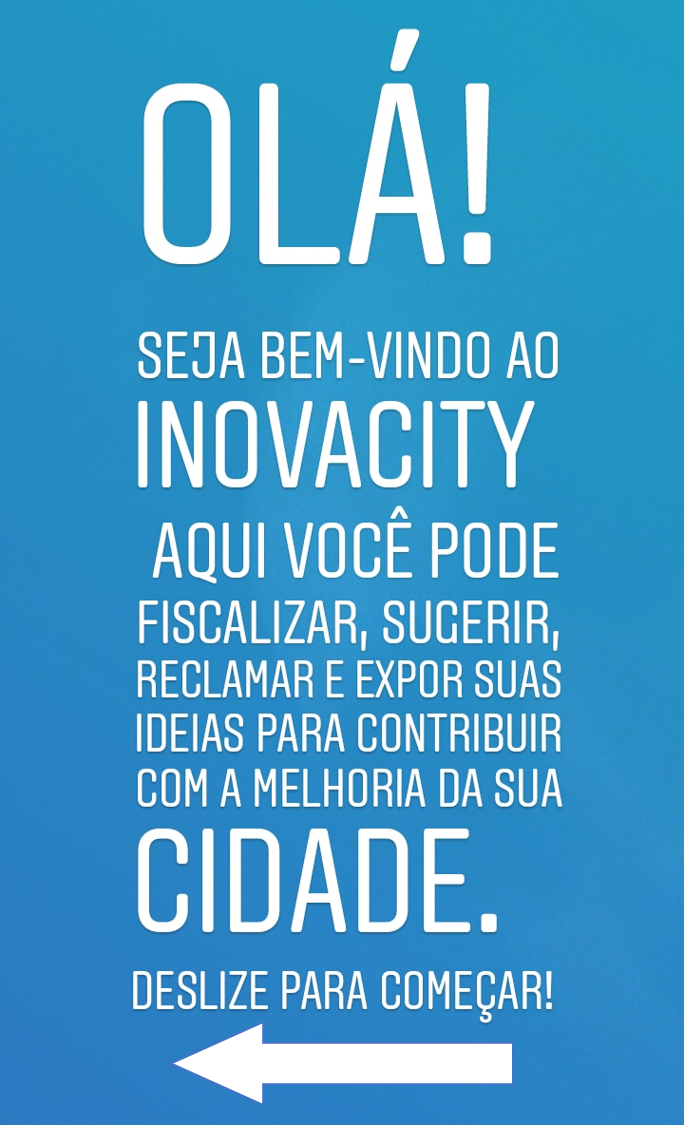 OLÁ!
SEJA BEM-VINDO AO
INOVACITY
AQUI VOCÊ PODE
FISCALIZAR, SUGERIR,
RECLAMAR E EXPOR SUAS
IDEIAS PARA CONTRIBUIR
COM A MELHORIA DA SUA
CIDADE.
DESLIZE PARA COMEÇAR!